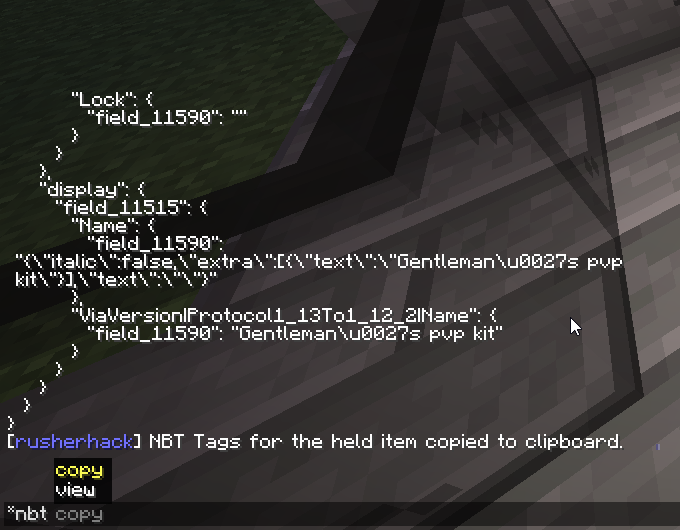 "Lock": {
"field_11590": ""
}
}
},
"display": {
"field_11515": {
"Name": {
"field_11590":
"{\"italic\":false,\"extra\":[{\"text\":\"Gentleman\u0027s pvp
kit\"}],\"text\":\"\"}"
},
"ViaVersion|Protocol1_13To1_12_2|Name": {
"field_11590": "Gentleman\u0027s pvp kit"
}
}
}
}
}
[rusherhack] NBT Tags for the held item copied to clipboard.
copy
view
*nbt copy